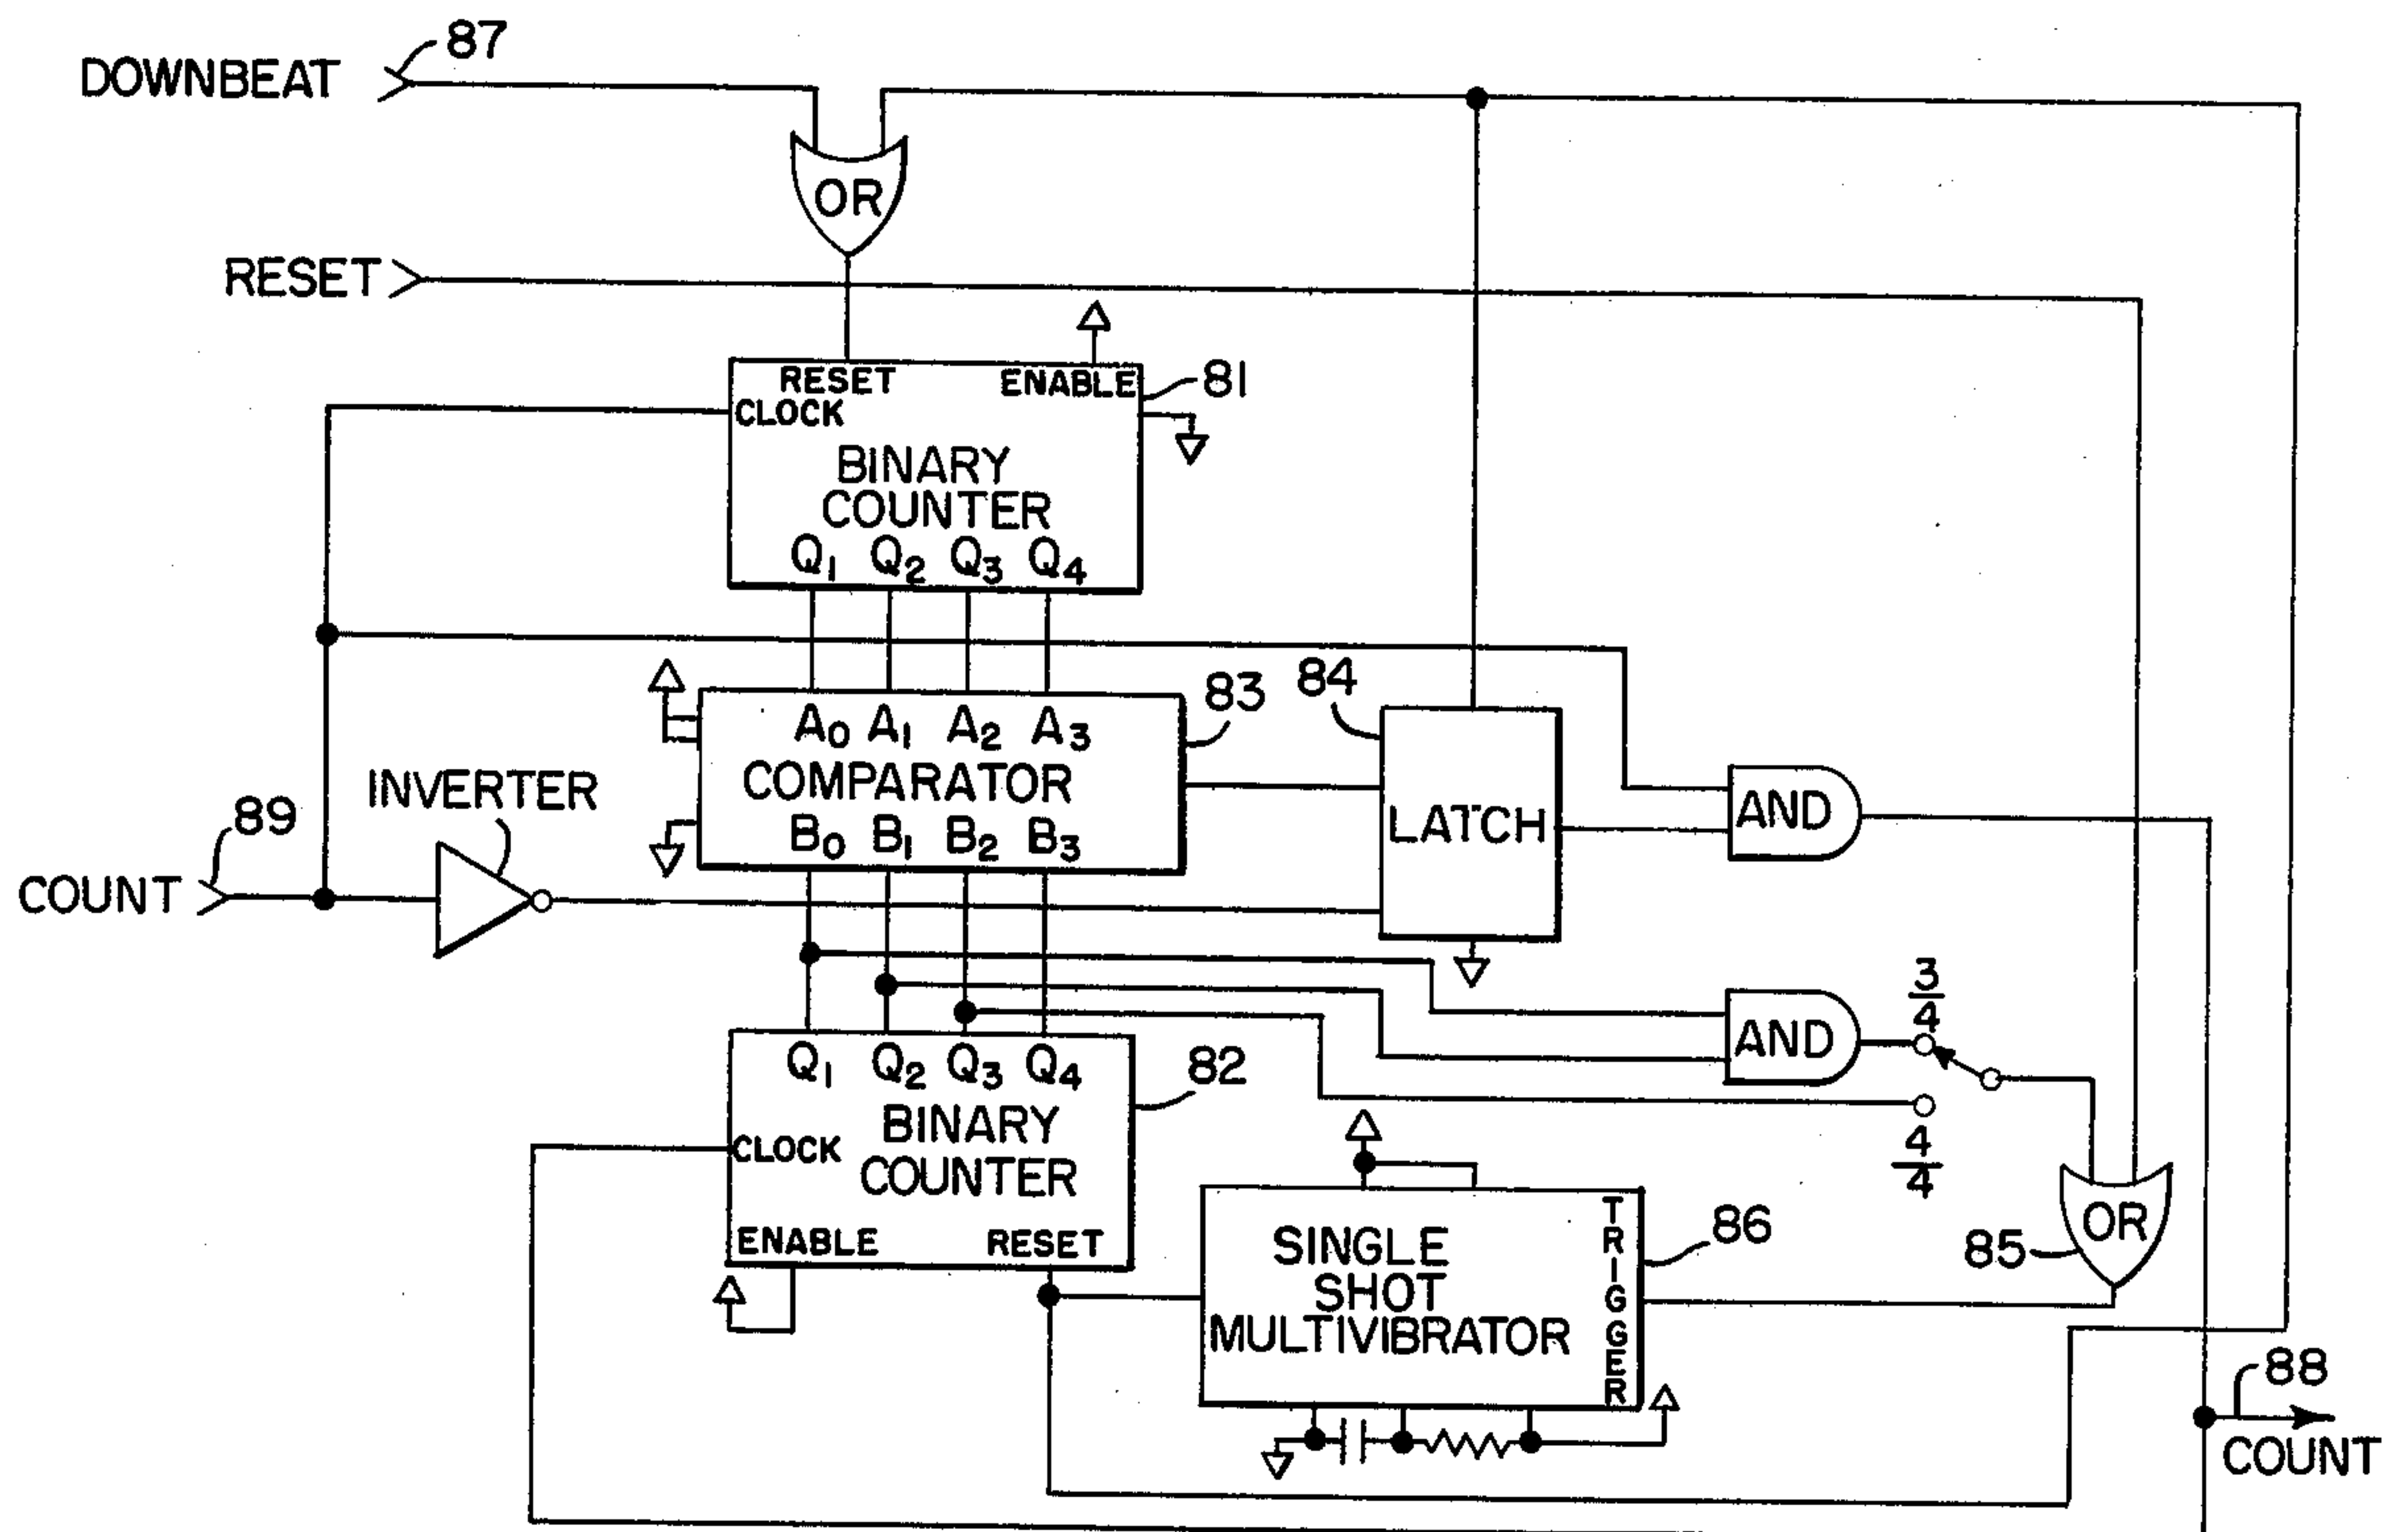 87
DOWNBEAT
OR
RESET
RESET ENABLE
81
CLOCK
BINARY
COUNTER
Q1 Q2 Q3 Q4
83
84
A0 A1 A2 A3
COMPARATOR
B0 B1 B2 B3
INVERTER
89
COUNT
LATCH
AND
3/4
AND
4/4
82
Q1 Q2 Q3 Q4
CLOCK
BINARY
COUNTER
ENABLE RESET
SINGLE
SHOT
MULTIVIBRATOR
TRIGGER
86
85
OR
88
COUNT